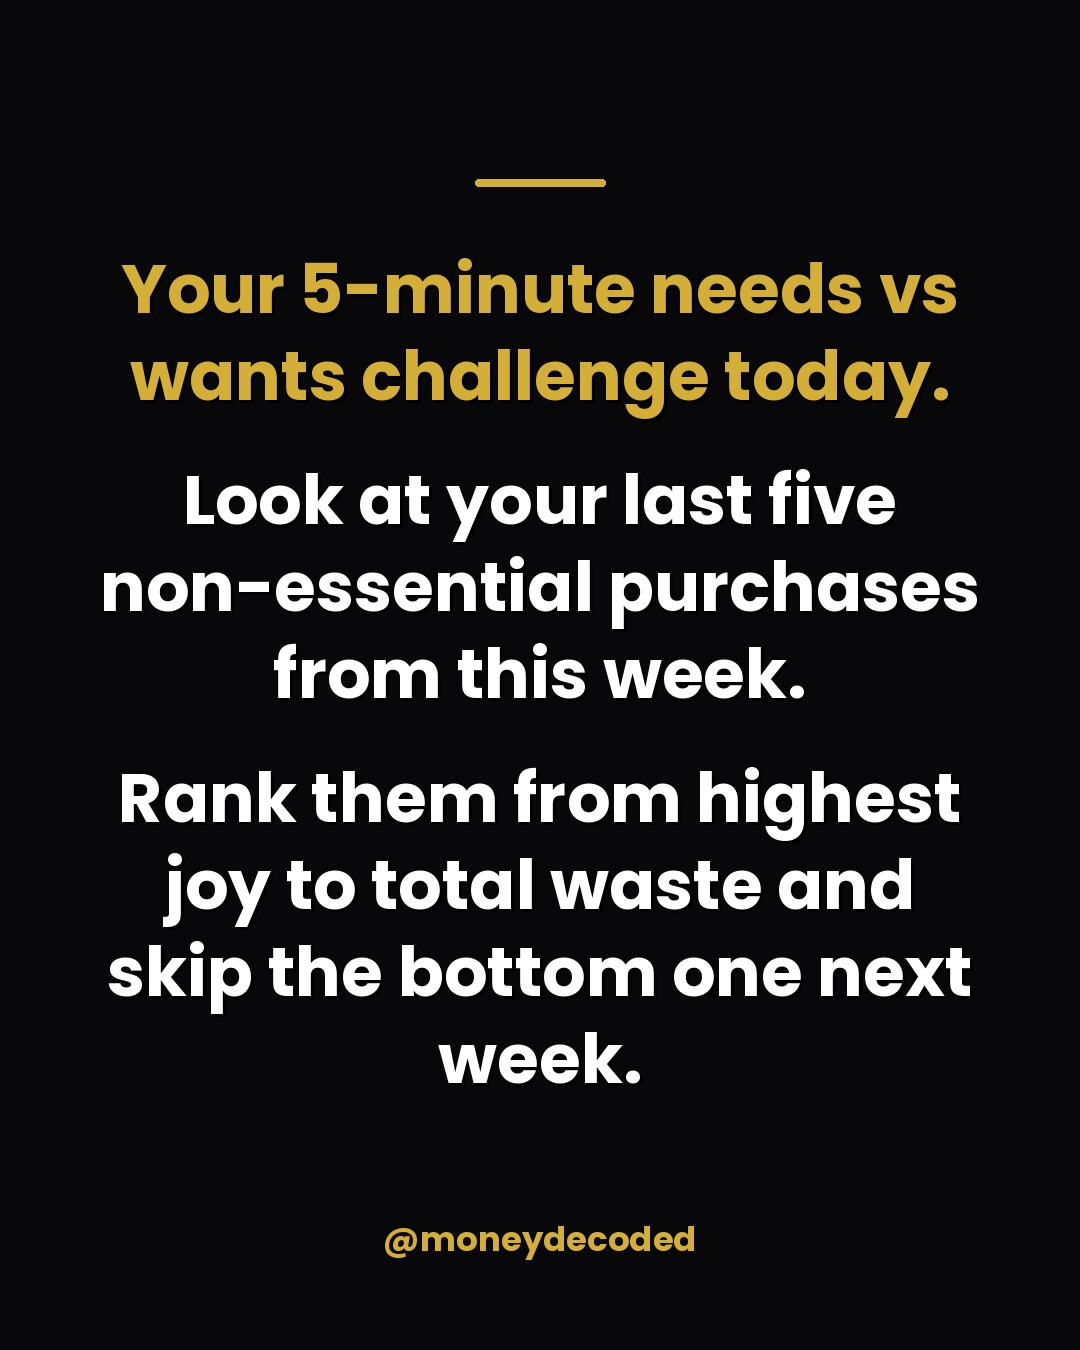 Your 5-minute needs vs
wants challenge today.
Look at your last five
non-essential purchases
from this week.
Rank them from highest
joy to total waste and
skip the bottom one next
week.
@moneydecoded